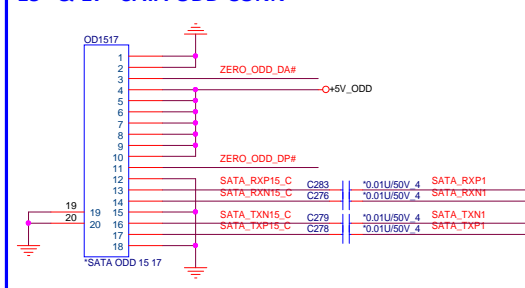 OD1517
1
2
3 ZERO_ODD_DA#
4 +5V_ODD
5
6
7
8
9
10
11 ZERO_ODD_DP#
12
13 SATA_RXP15_C C283 *0.01U/50V_4 SATA_RXP1
14 SATA_RXN15_C C276 *0.01U/50V_4 SATA_RXN1
19 19 15
20 20 16 SATA_TXN15_C C279 *0.01U/50V_4 SATA_TXN1
17 SATA_TXP15_C C278 *0.01U/50V_4 SATA_TXP1
18
*SATA ODD 15 17